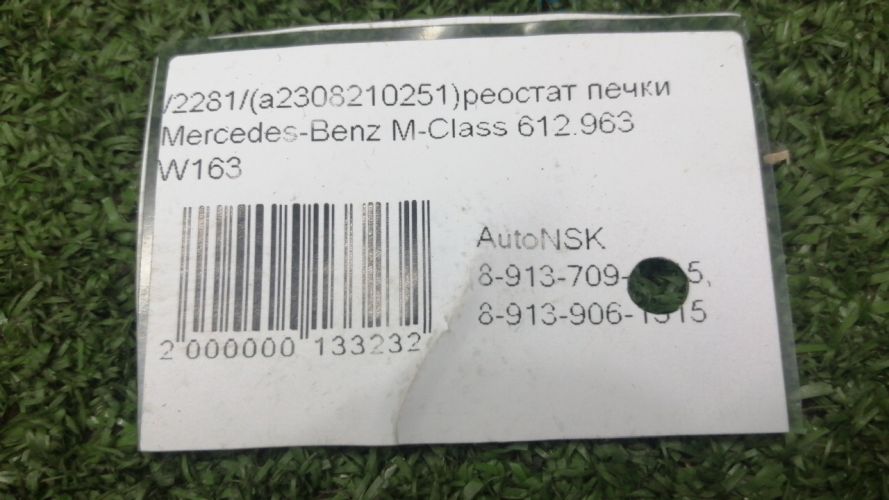 /2281/(a2308210251)реостат печки
Mercedes-Benz M-Class 612.963
W163
AutoNSK
8-913-709-
8-913-906-1515
2 000000 133232